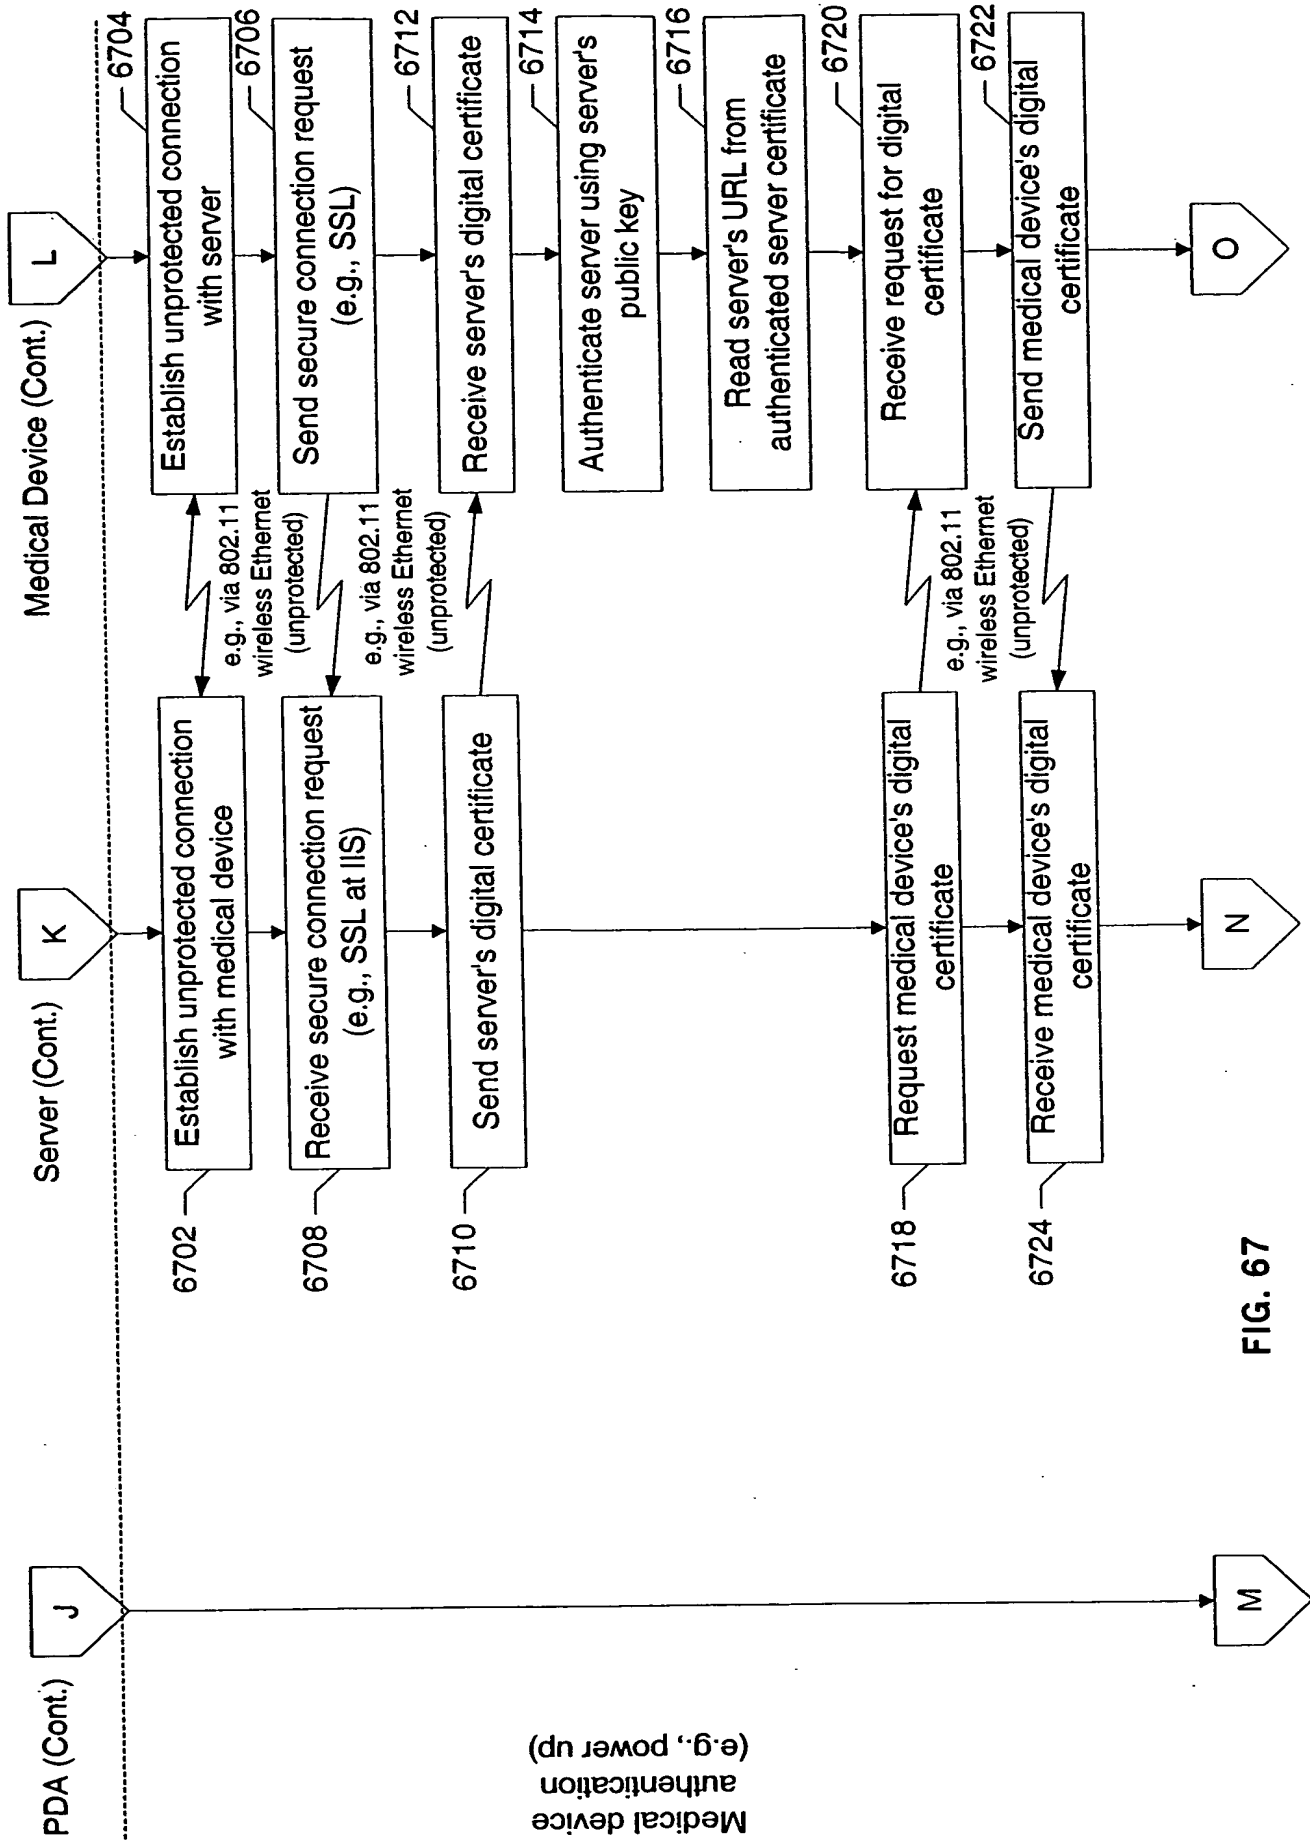 PDA (Cont.)
Server (Cont.)
Medical Device (Cont.)
J
K
L
Medical device
authentication
(e.g., power up)
6702
Establish unprotected connection
with medical device
6704
Establish unprotected connection
with server
e.g., via 802.11
wireless Ethernet
(unprotected)
6706
Send secure connection request
(e.g., SSL)
6708
Receive secure connection request
(e.g., SSL at IIS)
e.g., via 802.11
wireless Ethernet
(unprotected)
6710
Send server's digital certificate
6712
Receive server's digital certificate
6714
Authenticate server using server's
public key
6716
Read server's URL from
authenticated server certificate
6718
Request medical device's digital
certificate
6720
Receive request for digital
certificate
e.g., via 802.11
wireless Ethernet
(unprotected)
6722
Send medical device's digital
certificate
6724
Receive medical device's digital
certificate
M
N
O
FIG. 67